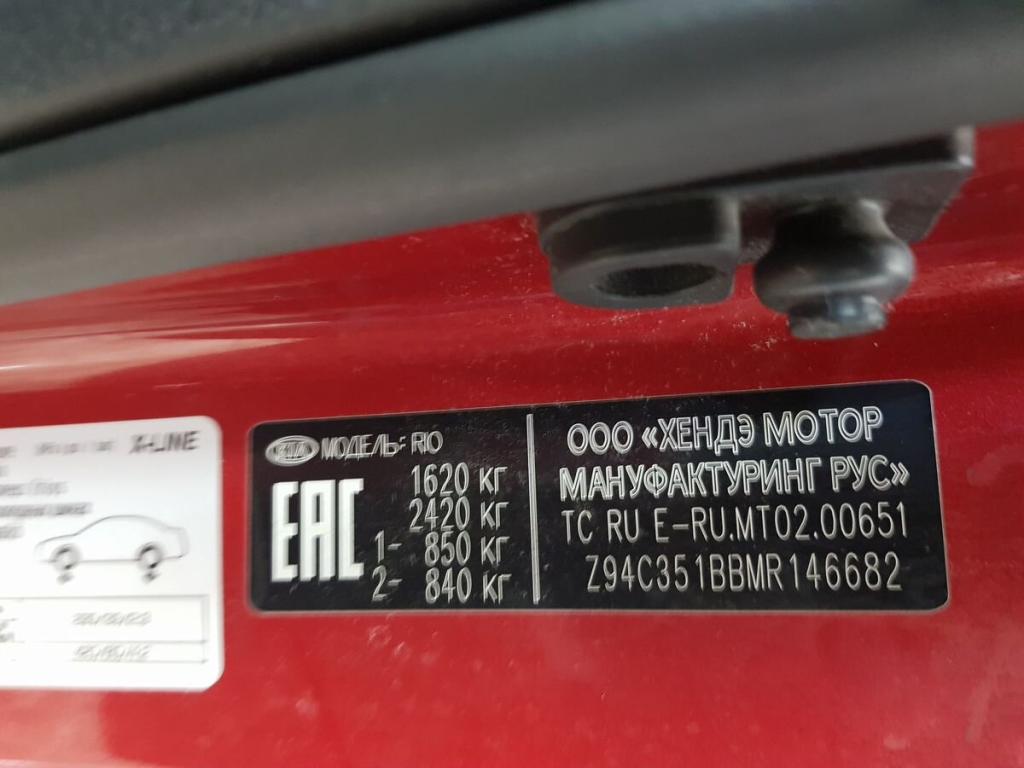 X-LINE
KIA МОДЕЛЬ: RIO
EAC
1620 КГ
2420 КГ
1- 850 КГ
2- 840 КГ
ООО «ХЕНДЭ МОТОР
МАНУФАКТУРИНГ РУС»
TC RU E-RU.MT02.00651
Z94C351BBMR146682